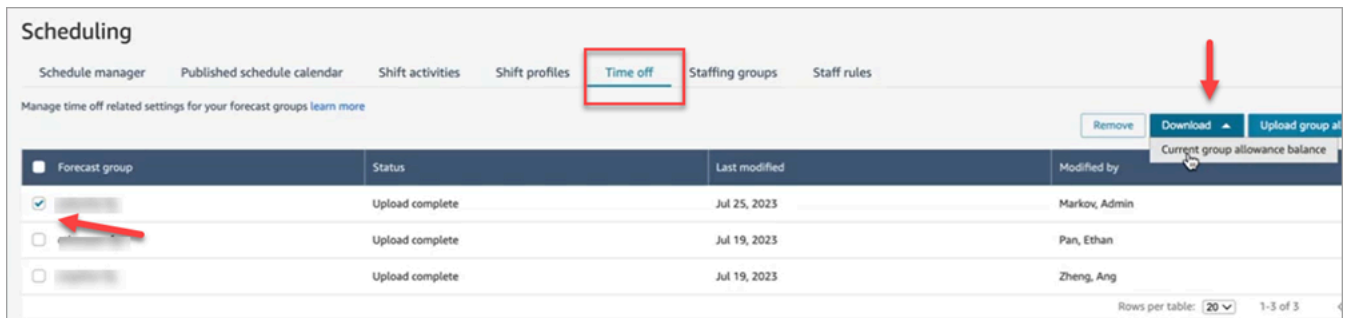 Scheduling
Schedule manager Published schedule calendar Shift activities Shift profiles Time off Staffing groups Staff rules
Manage time off related settings for your forecast groups learn more
Remove Download Upload group
Current group allowance balance
Forecast group Status Last modified Modified by
Upload complete Jul 25, 2023 Markov, Admin
Upload complete Jul 19, 2023 Pan, Ethan
Upload complete Jul 19, 2023 Zheng, Ang
Rows per table: 20 1-3 of 3